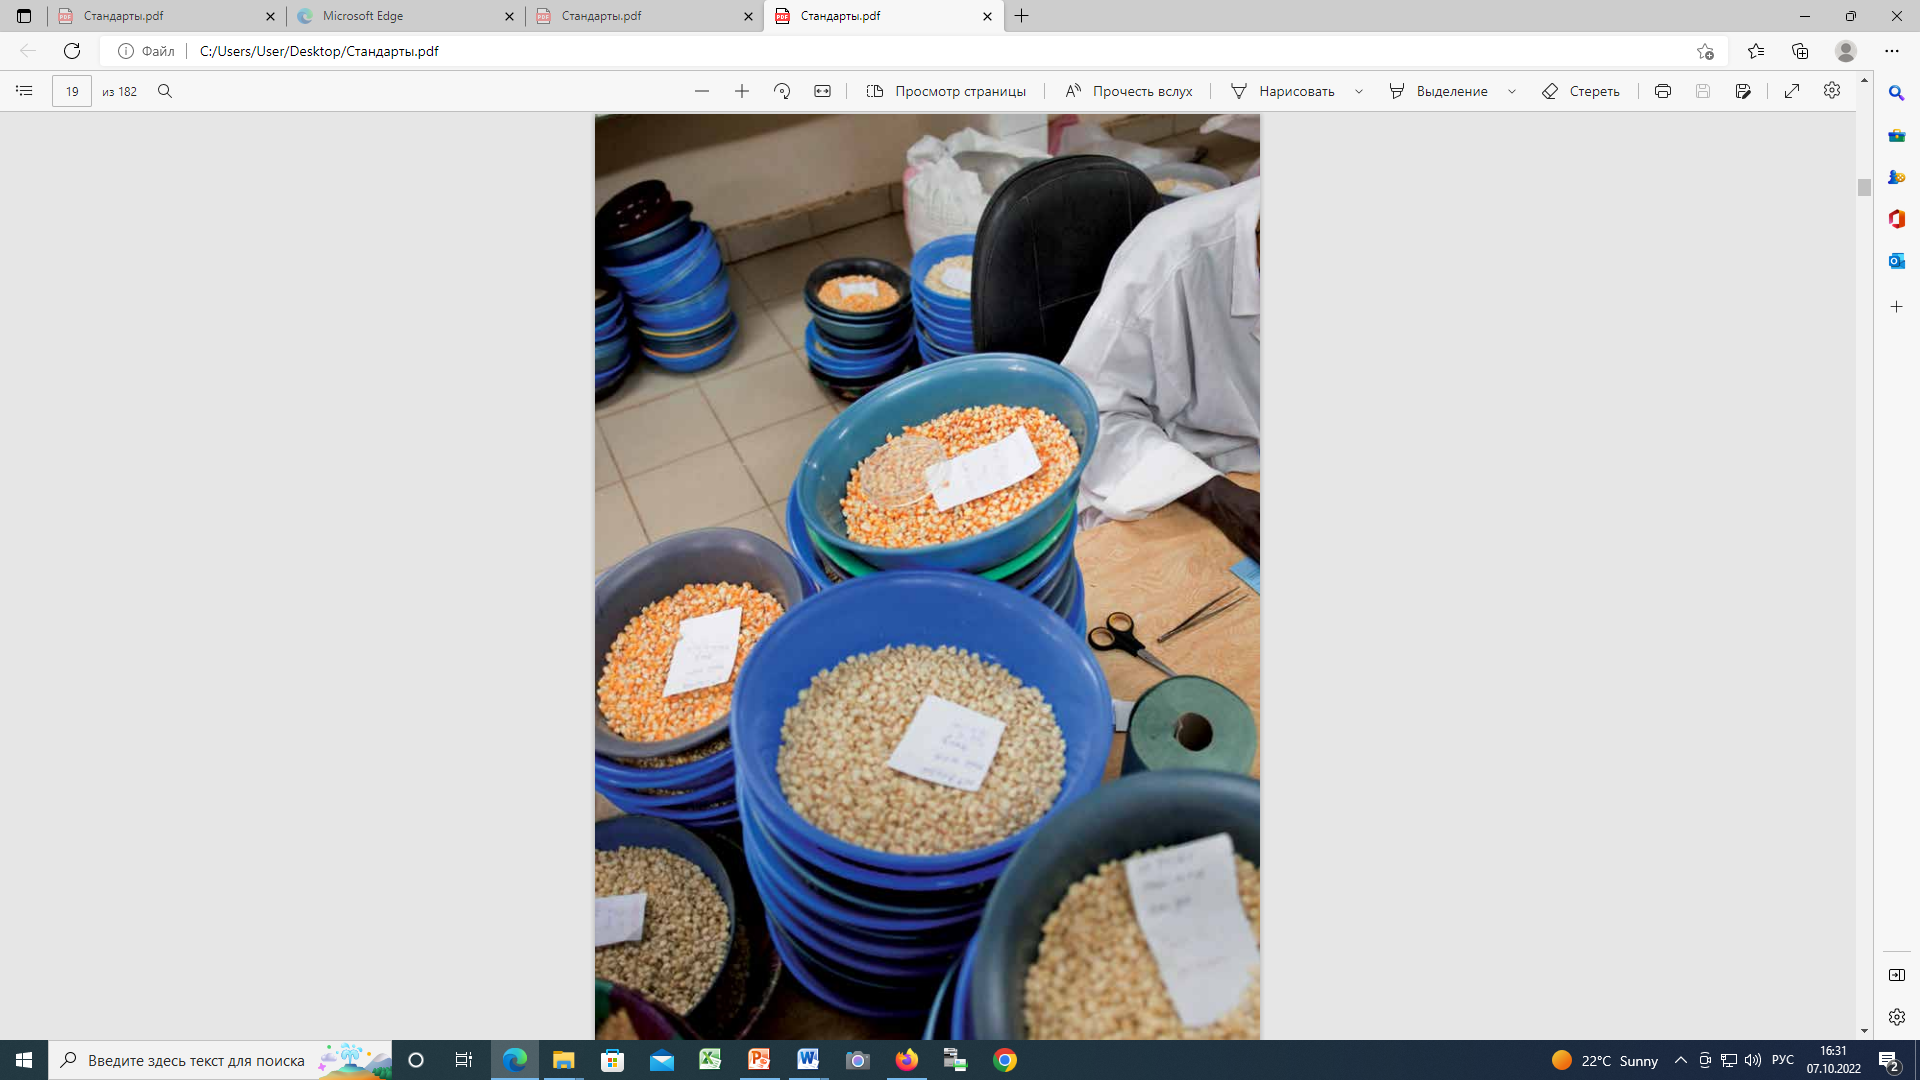 Стандарты.pdf
Microsoft Edge
Стандарты.pdf
Стандарты.pdf
Файл
C:/Users/User/Desktop/Стандарты.pdf
19
из 182
Просмотр страницы
Прочесть вслух
Нарисовать
Выделение
Стереть
Введите здесь текст для поиска
22°C Sunny
РУС
16:31
07.10.2022
2